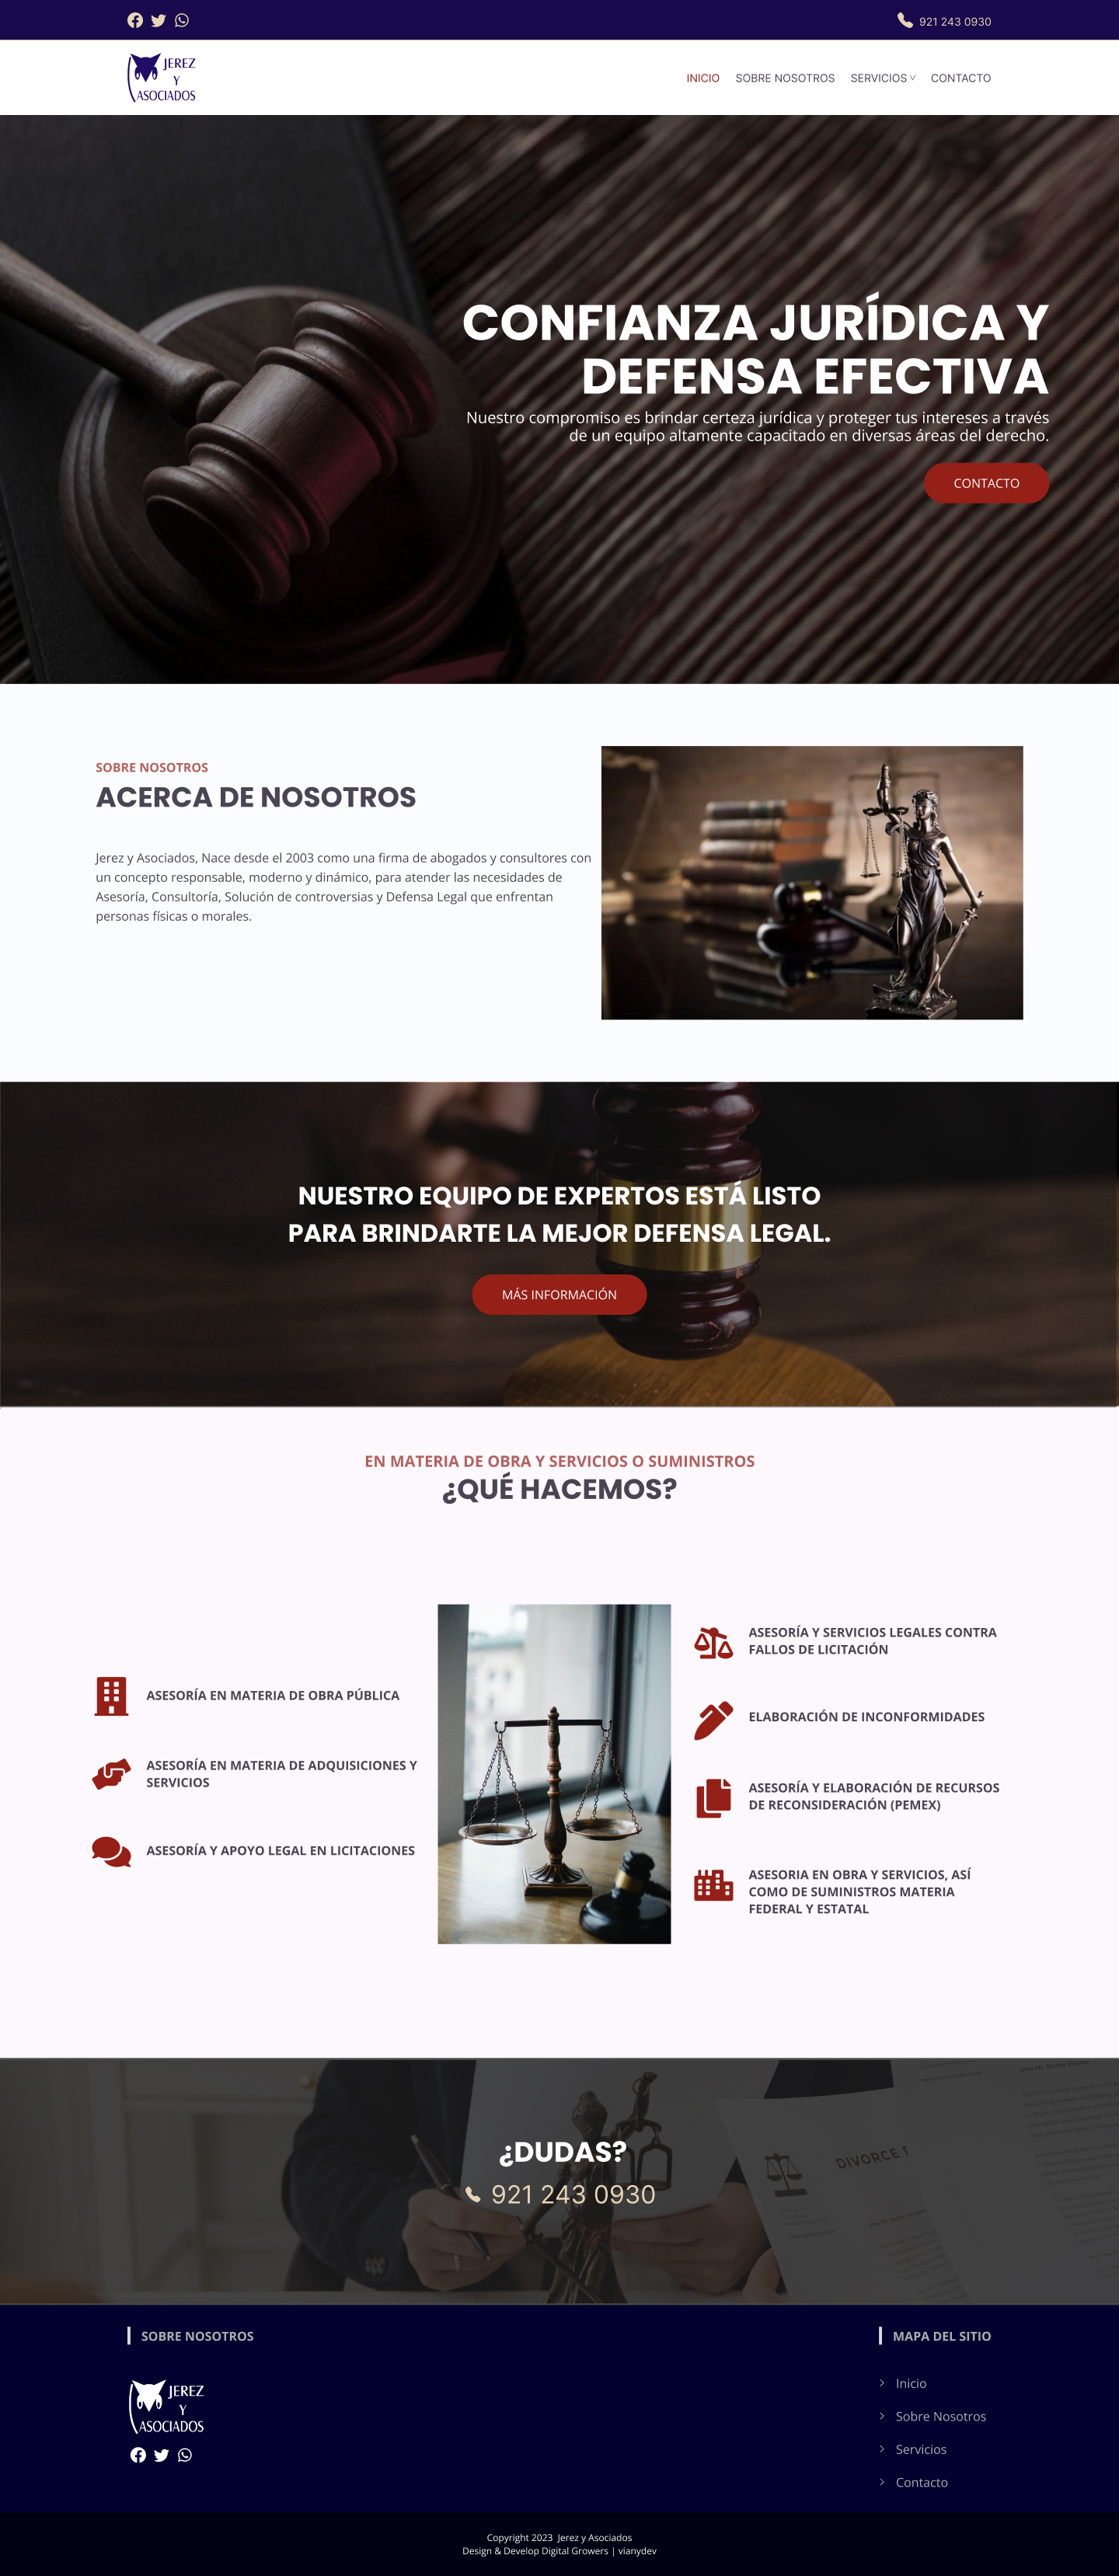 921 243 0930
JEREZ
Y
ASOCIADOS
INICIO SOBRE NOSOTROS SERVICIOS CONTACTO
CONFIANZA JURÍDICA Y
DEFENSA EFECTIVA
Nuestro compromiso es brindar certeza jurídica y proteger tus intereses a través
de un equipo altamente capacitado en diversas áreas del derecho.
CONTACTO
SOBRE NOSOTROS
ACERCA DE NOSOTROS
Jerez y Asociados, Nace desde el 2003 como una firma de abogados y consultores con
un concepto responsable, moderno y dinámico, para atender las necesidades de
Asesoría, Consultoría, Solución de controversias y Defensa Legal que enfrentan
personas físicas o morales.
NUESTRO EQUIPO DE EXPERTOS ESTÁ LISTO
PARA BRINDARTE LA MEJOR DEFENSA LEGAL.
MÁS INFORMACIÓN
EN MATERIA DE OBRA Y SERVICIOS O SUMINISTROS
¿QUÉ HACEMOS?
ASESORÍA EN MATERIA DE OBRA PÚBLICA
ASESORÍA EN MATERIA DE ADQUISICIONES Y
SERVICIOS
ASESORÍA Y APOYO LEGAL EN LICITACIONES
ASESORÍA Y SERVICIOS LEGALES CONTRA
FALLOS DE LICITACIÓN
ELABORACIÓN DE INCONFORMIDADES
ASESORÍA Y ELABORACIÓN DE RECURSOS
DE RECONSIDERACIÓN (PEMEX)
ASESORIA EN OBRA Y SERVICIOS, ASÍ
COMO DE SUMINISTROS MATERIA
FEDERAL Y ESTATAL
¿DUDAS?
921 243 0930
DIVORCE
SOBRE NOSOTROS
JEREZ
Y
ASOCIADOS
MAPA DEL SITIO
Inicio
Sobre Nosotros
Servicios
Contacto
Copyright 2023 Jerez y Asociados
Design & Develop Digital Growers | vianydev